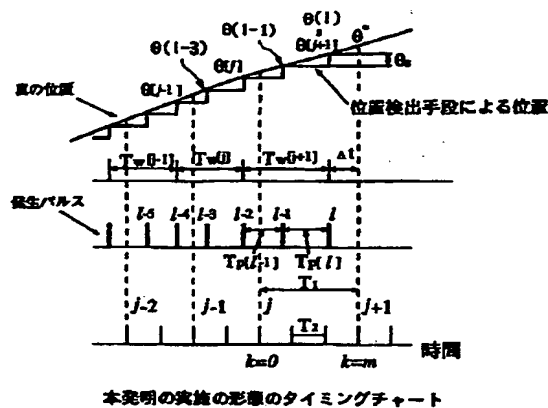 θ(l)
=
θ(l-1)
θ[j+1]
θ*
θ(l-3)
θ[j]
θ[j-1]
θs
真の位置
位置検出手段による位置
Tw[j-1]
Tw[j]
Tw[j+1]
Δt
発生パルス
l-5
l-4
l-3
l-2
l-1
l
Tp[l-1]
Tp[l]
T1
j-2
j-1
j
T2
j+1
時間
k=0
k=m
本発明の実施の形態のタイミングチャート